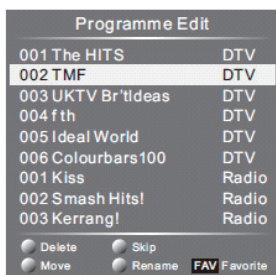 Programme Edit
001 The HITS DTV
002 TMF DTV
003 UKTV Br'tIdeas DTV
004 f th DTV
005 Ideal World DTV
006 Colourbars100 DTV
001 Kiss Radio
002 Smash Hits! Radio
003 Kerrang! Radio
Delete Skip
Move Rename FAV Favorite